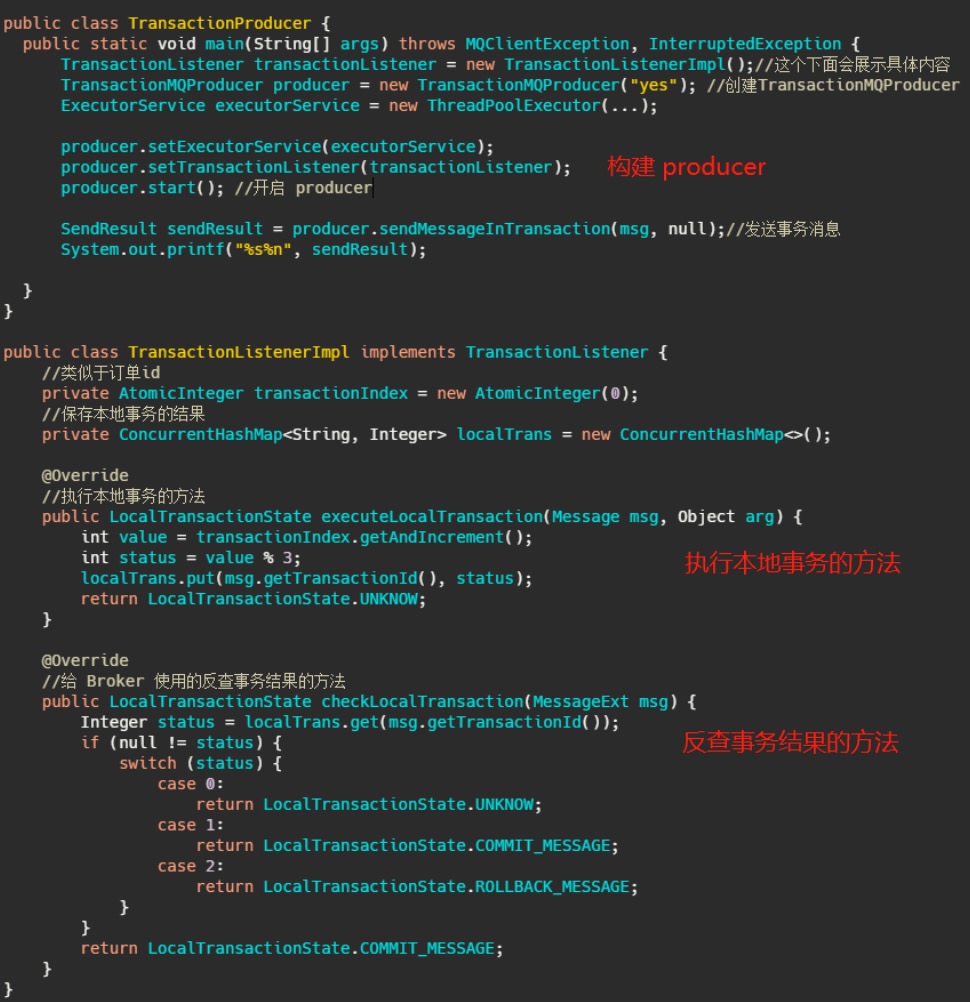 public class TransactionProducer {
  public static void main(String[] args) throws MQClientException, InterruptedException {
      TransactionListener transactionListener = new TransactionListenerImpl();//这个下面会展示具体内容
      TransactionMQProducer producer = new TransactionMQProducer("yes"); //创建TransactionMQProducer
      ExecutorService executorService = new ThreadPoolExecutor(...);

      producer.setExecutorService(executorService);
      producer.setTransactionListener(transactionListener);
构建 producer
      producer.start(); //开启 producer

      SendResult sendResult = producer.sendMessageInTransaction(msg, null);//发送事务消息
      System.out.printf("%s%n", sendResult);

  }
}

public class TransactionListenerImpl implements TransactionListener {
    //类似于订单id
    private AtomicInteger transactionIndex = new AtomicInteger(0);
    //保存本地事务的结果
    private ConcurrentHashMap<String, Integer> localTrans = new ConcurrentHashMap<>();

    @Override
    //执行本地事务的方法
    public LocalTransactionState executeLocalTransaction(Message msg, Object arg) {
        int value = transactionIndex.getAndIncrement();
        int status = value % 3;
执行本地事务的方法
        localTrans.put(msg.getTransactionId(), status);
        return LocalTransactionState.UNKNOW;
    }

    @Override
    //给 Broker 使用的反查事务结果的方法
    public LocalTransactionState checkLocalTransaction(MessageExt msg) {
        Integer status = localTrans.get(msg.getTransactionId());
        if (null != status) {
反查事务结果的方法
            switch (status) {
                case 0:
                    return LocalTransactionState.UNKNOW;
                case 1:
                    return LocalTransactionState.COMMIT_MESSAGE;
                case 2:
                    return LocalTransactionState.ROLLBACK_MESSAGE;
            }
        }
        return LocalTransactionState.COMMIT_MESSAGE;
    }
}